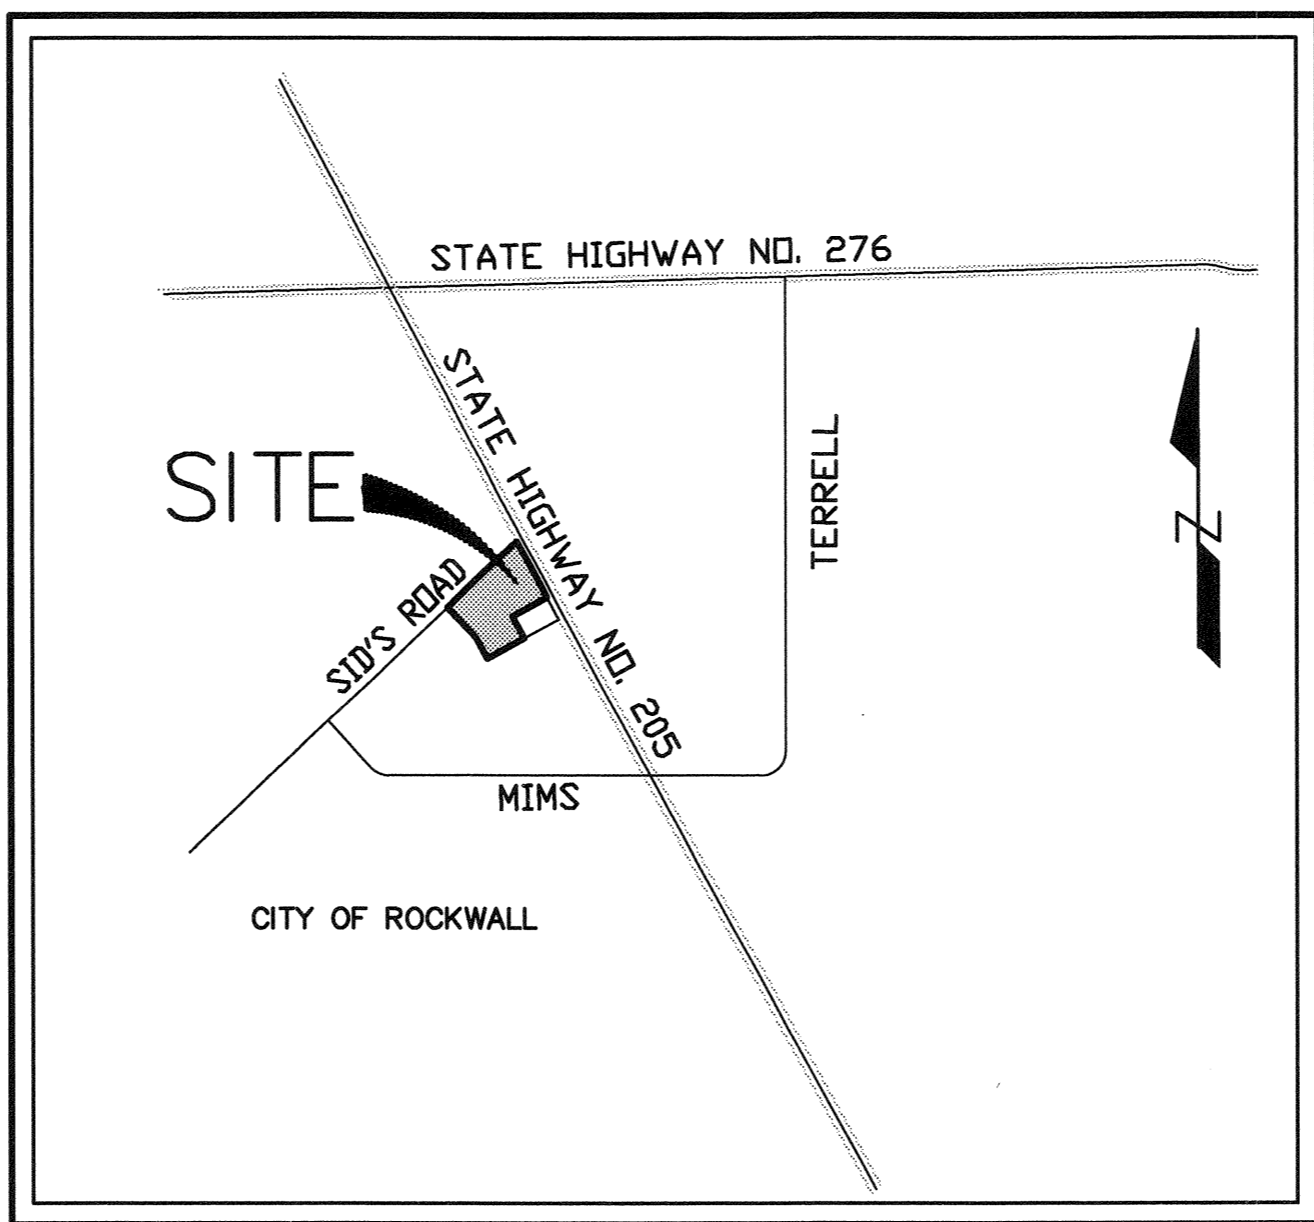 STATE HIGHWAY NO. 276
STATE HIGHWAY NO. 205
SITE
TERRELL
SID'S ROAD
MIMS
CITY OF ROCKWALL
N